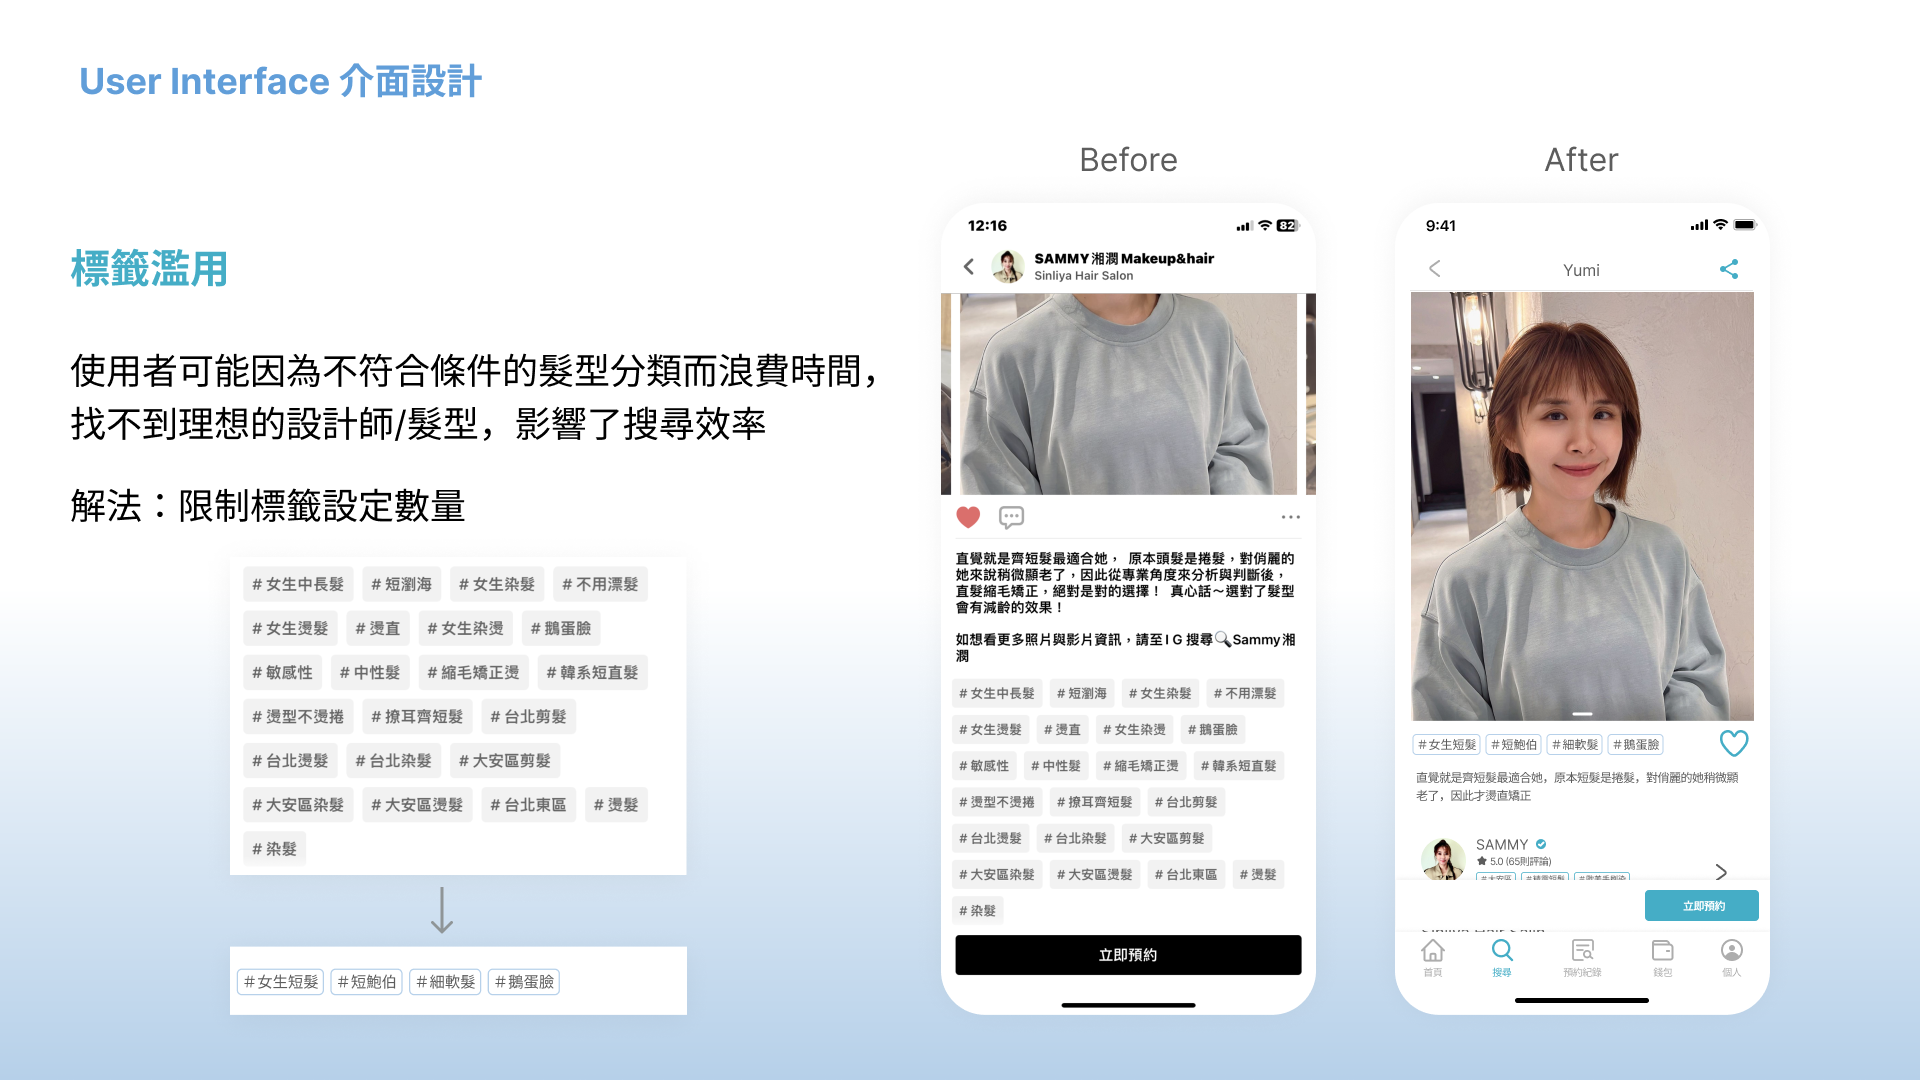 User Interface 介面設計
標籤濫用
使用者可能因為不符合條件的髮型分類而浪費時間，
找不到理想的設計師/髮型，影響了搜尋效率
解法：限制標籤設定數量
# 女生中長髮 # 短瀏海 # 女生染髮 # 不用漂髮
# 女生燙髮 # 燙直 # 女生染燙 # 鵝蛋臉
# 敏感性 # 中性髮 # 縮毛矯正燙 # 韓系短直髮
# 燙型不燙捲 # 撩耳齊短髮 # 台北剪髮
# 台北燙髮 # 台北染髮 # 大安區剪髮
# 大安區染髮 # 大安區燙髮 # 台北東區 # 燙髮
# 染髮
#女生短髮 #短鮑伯 #細軟髮 #鵝蛋臉
Before
12:16 82
SAMMY湘潤 Makeup&hair
Sinliya Hair Salon
直覺就是齊短髮最適合她， 原本頭髮是捲髮，對俏麗的
她來說稍微顯老了，因此從專業角度來分析與判斷後，
直髮縮毛矯正，絕對是對的選擇！ 真心話～選對了髮型
會有減齡的效果！
如想看更多照片與影片資訊，請至I G 搜尋🔍Sammy湘
潤
# 女生中長髮 # 短瀏海 # 女生染髮 # 不用漂髮
# 女生燙髮 # 燙直 # 女生染燙 # 鵝蛋臉
# 敏感性 # 中性髮 # 縮毛矯正燙 # 韓系短直髮
# 燙型不燙捲 # 撩耳齊短髮 # 台北剪髮
# 台北燙髮 # 台北染髮 # 大安區剪髮
# 大安區染髮 # 大安區燙髮 # 台北東區 # 燙髮
# 染髮
立即預約
After
9:41
Yumi
#女生短髮 #短鮑伯 #細軟髮 #鵝蛋臉
直覺就是齊短髮最適合她，原本短髮是捲髮，對俏麗的她稍微顯
老了，因此才燙直矯正
SAMMY
5.0 (65則評論)
立即預約
首頁 搜尋 預約紀錄 錢包 個人